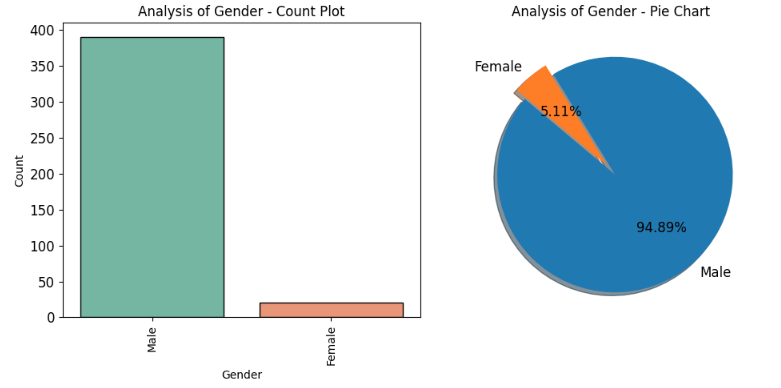 Analysis of Gender - Count Plot
400
350
300
250
200
150
100
50
0
Count
Male
Female
Gender
Analysis of Gender - Pie Chart
Female
5.11%
94.89%
Male